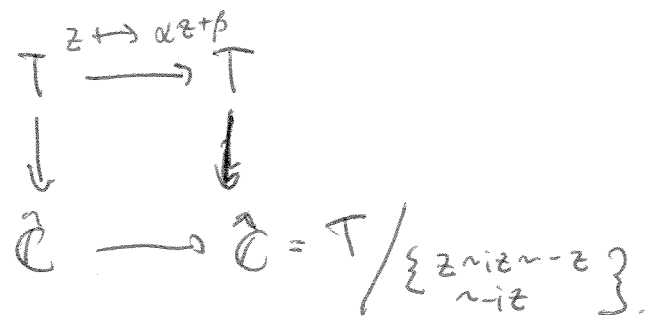 z ↦ αz+β
T ⟶ T
↓ ↓
Ĉ ⟶ Ĉ = T / { z ~ iz ~ -z
~ -iz }.